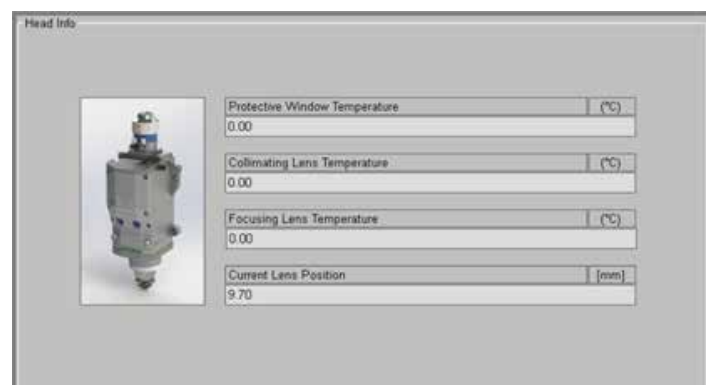 Head Info
Protective Window Temperature (°C)
0.00
Collimating Lens Temperature (°C)
0.00
Focusing Lens Temperature (°C)
0.00
Current Lens Position [mm]
9.70